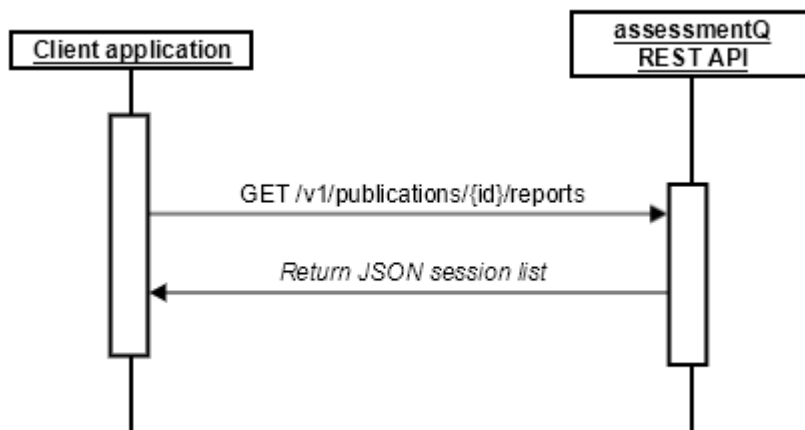 Client application
assessmentQ
REST API
GET /v1/publications/{id}/reports
Return JSON session list